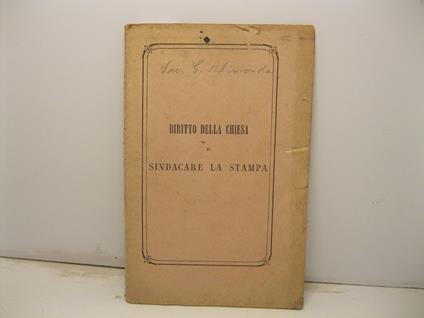 DIRITTO DELLA CHIESA
DI
SINDACARE LA STAMPA